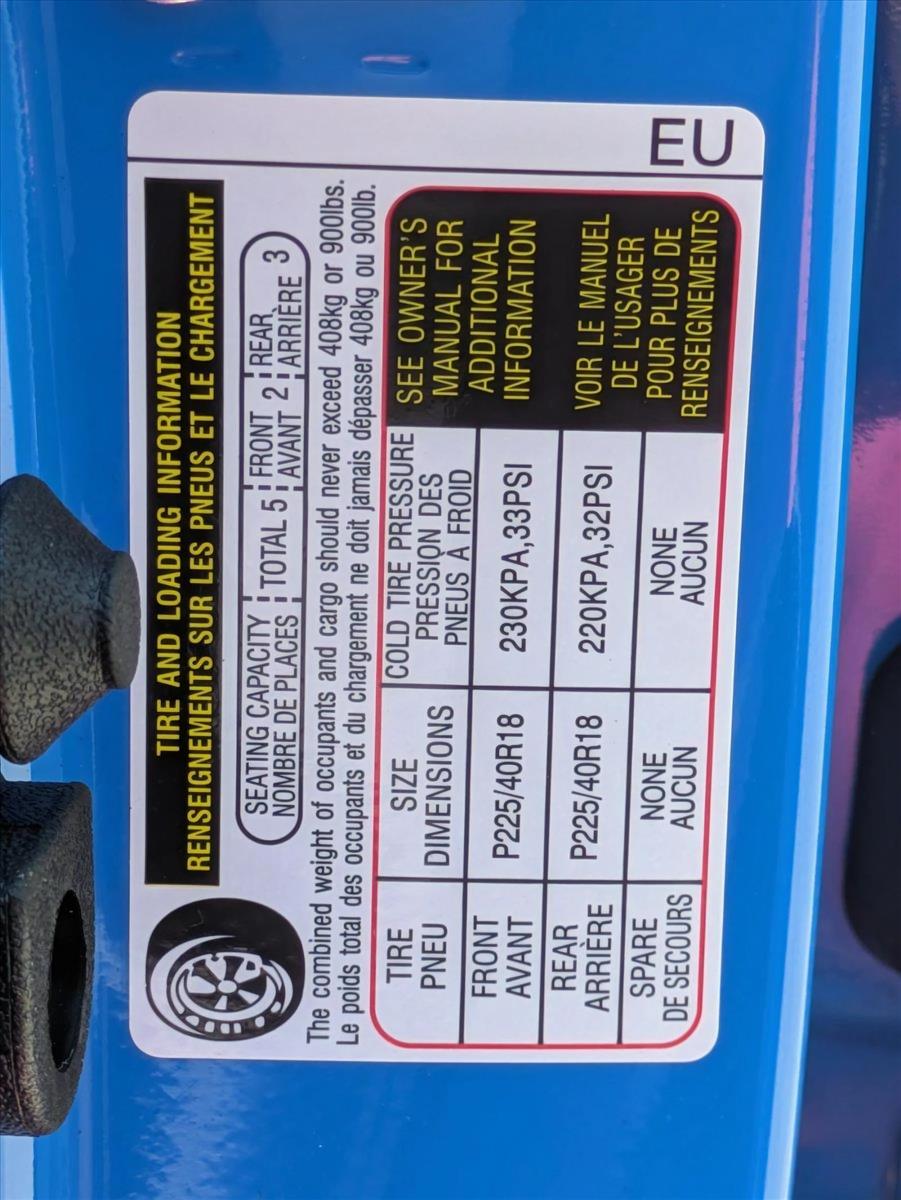 TIRE AND LOADING INFORMATION
RENSEIGNEMENTS SUR LES PNEUS ET LE CHARGEMENT
SEATING CAPACITY TOTAL 5 FRONT 2 REAR 3
NOMBRE DE PLACES AVANT ARRIÈRE
The combined weight of occupants and cargo should never exceed 408kg or 900lbs.
Le poids total des occupants et du chargement ne doit jamais dépasser 408kg ou 900lb.
TIRE SIZE COLD TIRE PRESSURE
PNEU DIMENSIONS PRESSION DES
PNEUS À FROID
FRONT P225/40R18 230KPA,33PSI
AVANT
REAR P225/40R18 220KPA,32PSI
ARRIÈRE
SPARE NONE NONE
DE SECOURS AUCUN AUCUN
SEE OWNER'S
MANUAL FOR
ADDITIONAL
INFORMATION
VOIR LE MANUEL
DE L'USAGER
POUR PLUS DE
RENSEIGNEMENTS
EU